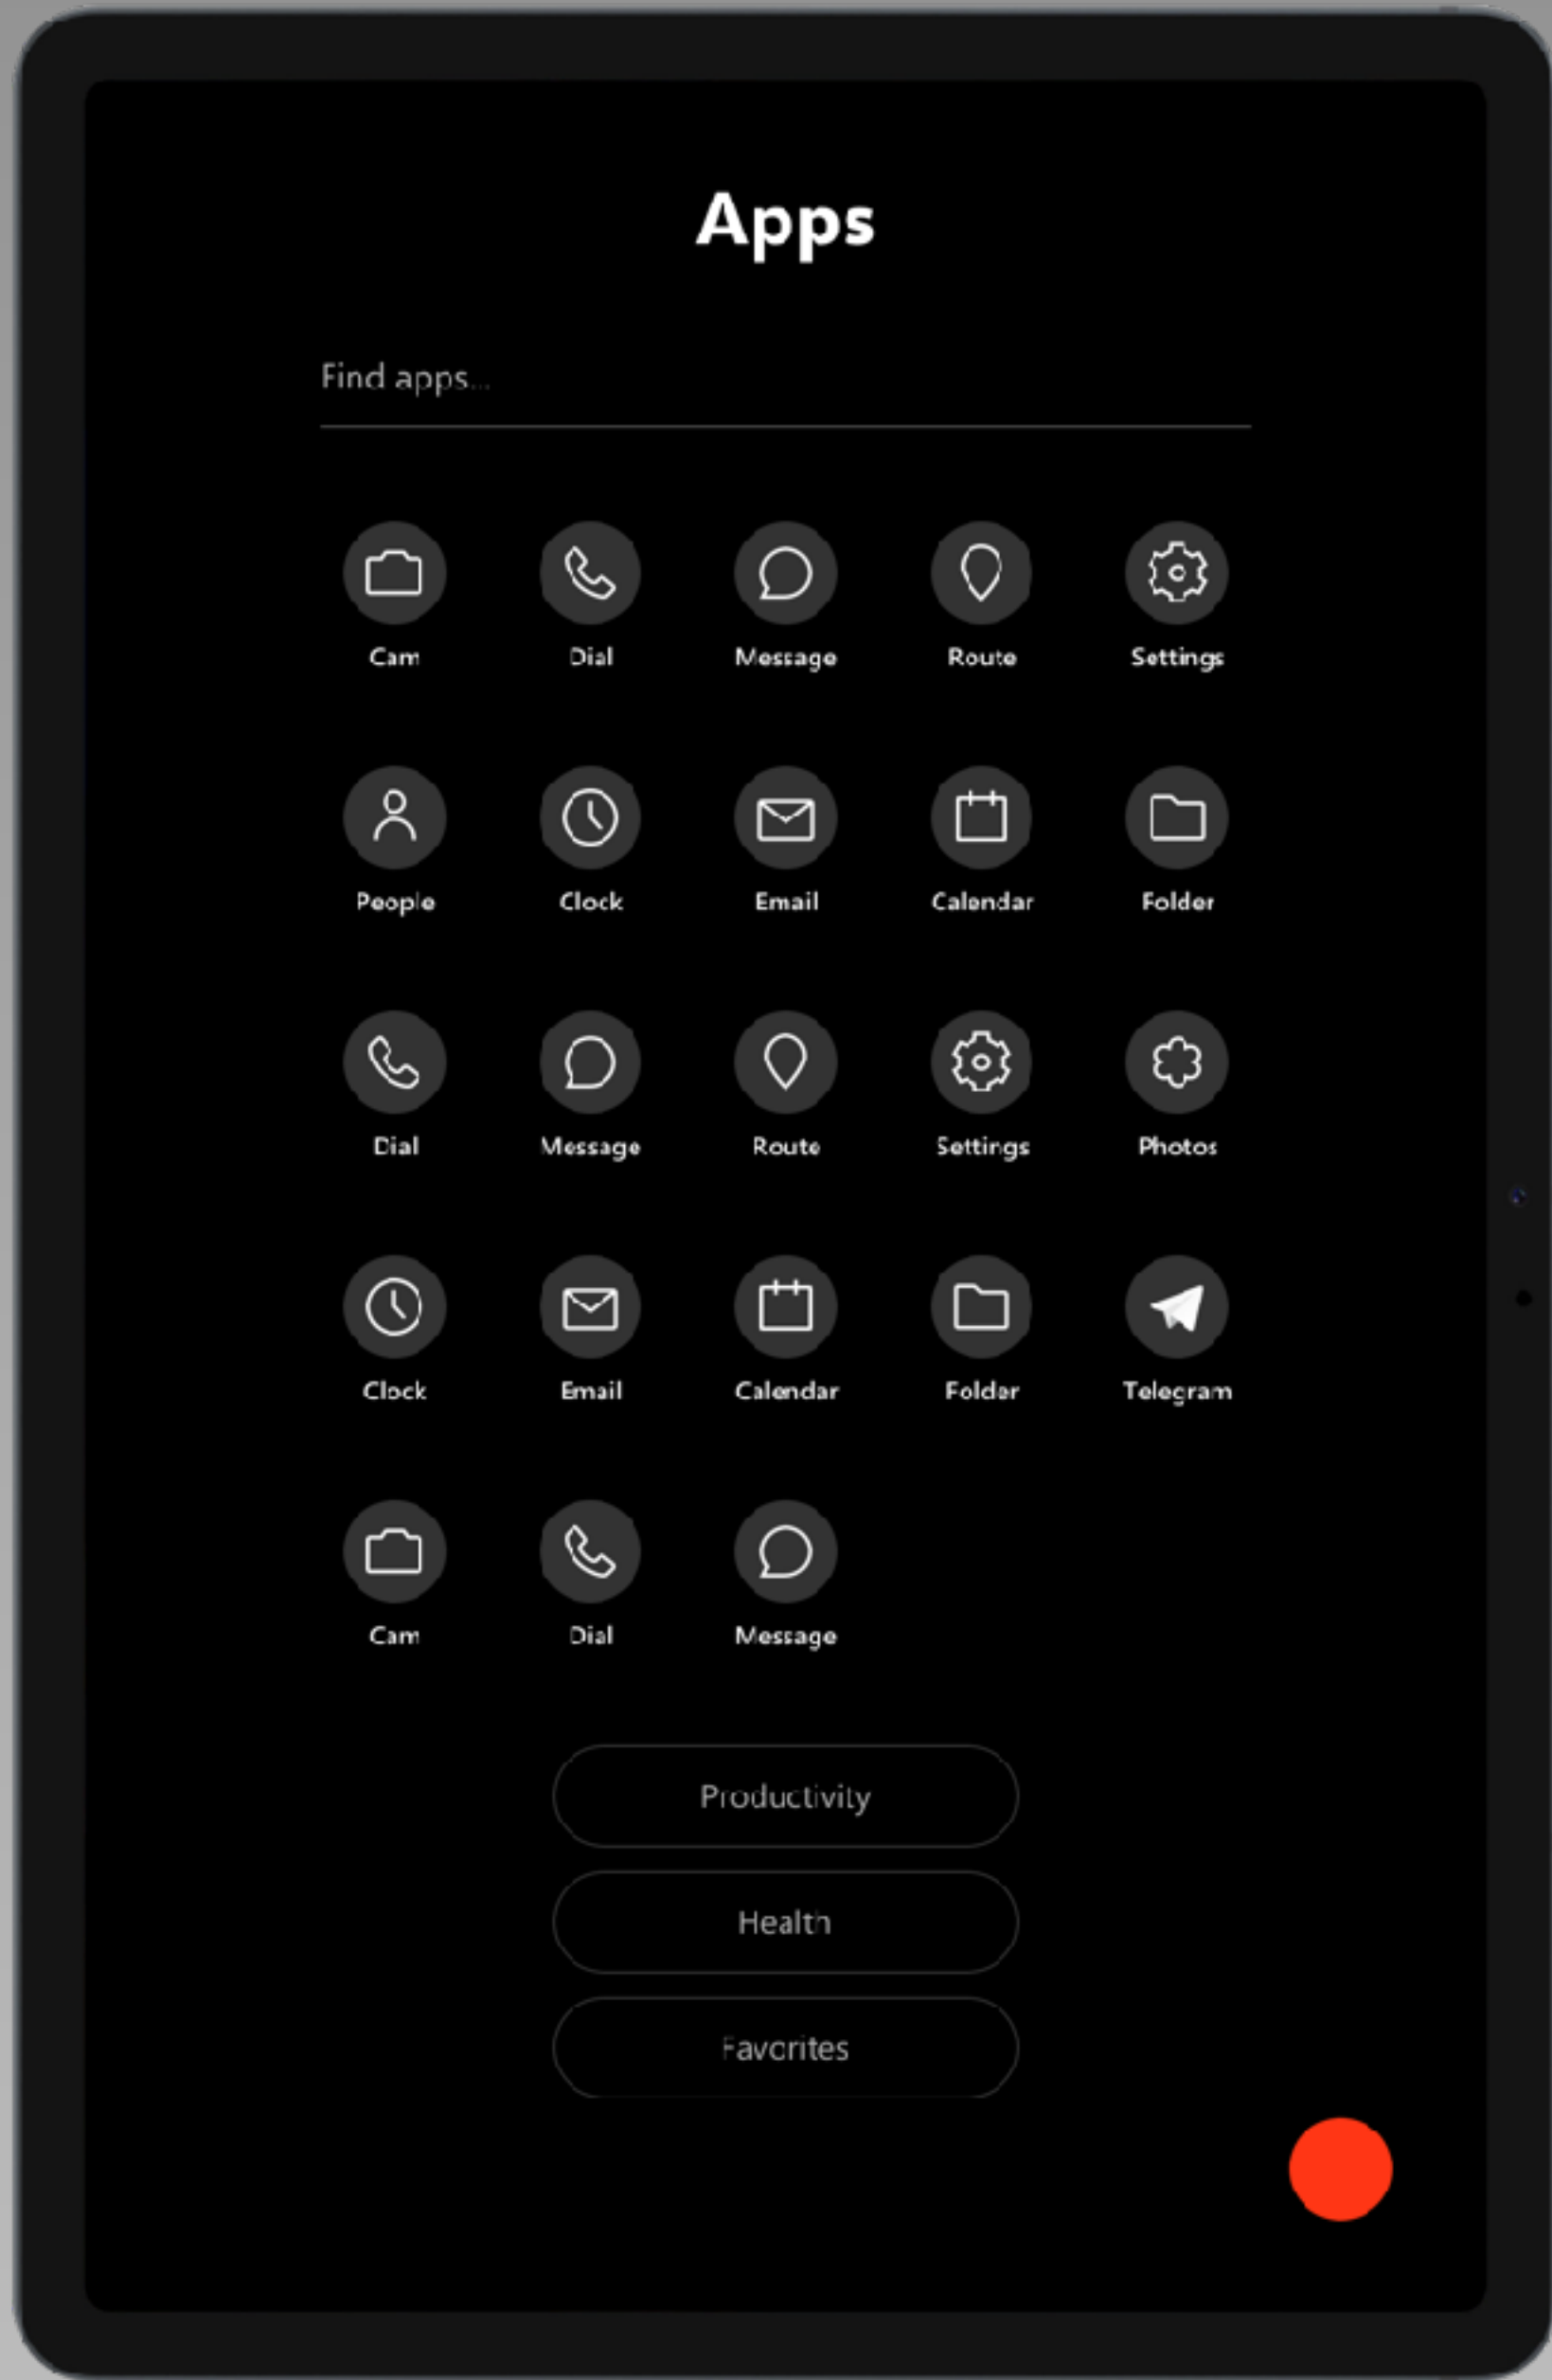 Apps
Find apps...
Cam Dial Message Route Settings
People Clock Email Calendar Folder
Dial Message Route Settings Photos
Clock Email Calendar Folder Telegram
Cam Dial Message
Productivity
Health
Favorites